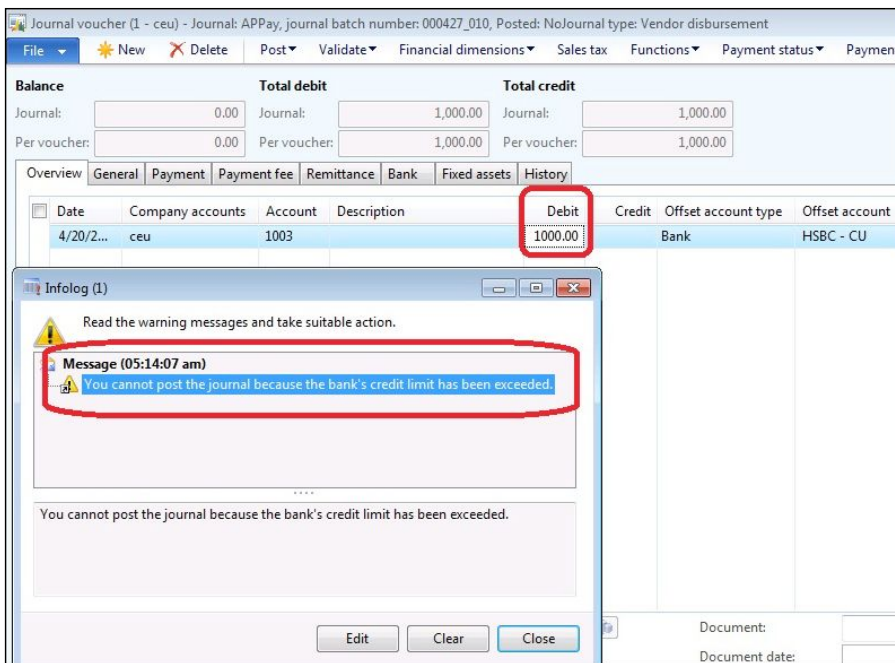 Journal voucher (1 - ceu) - Journal: APPay, journal batch number: 000427_010, Posted: NoJournal type: Vendor disbursement
File New Delete Post Validate Financial dimensions Sales tax Functions Payment status Paymen
Balance Total debit Total credit
Journal: 0.00 Journal: 1,000.00 Journal: 1,000.00
Per voucher: 0.00 Per voucher: 1,000.00 Per voucher: 1,000.00
Overview General Payment Payment fee Remittance Bank Fixed assets History
Date Company accounts Account Description Debit Credit Offset account type Offset account
4/20/2... ceu 1003 1000.00 Bank HSBC - CU
Infolog (1)
Read the warning messages and take suitable action.
Message (05:14:07 am)
You cannot post the journal because the bank's credit limit has been exceeded.
You cannot post the journal because the bank's credit limit has been exceeded.
Edit Clear Close
Document:
Document date: